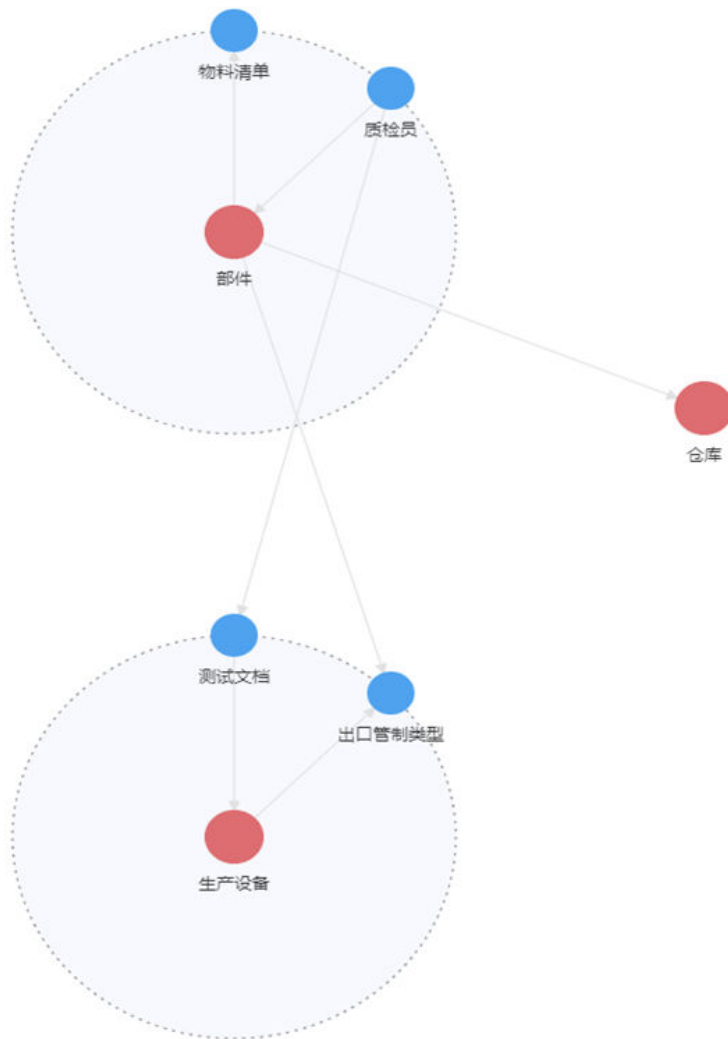 物料清单
质检员
部件
仓库
测试文档
出口管制类型
生产设备